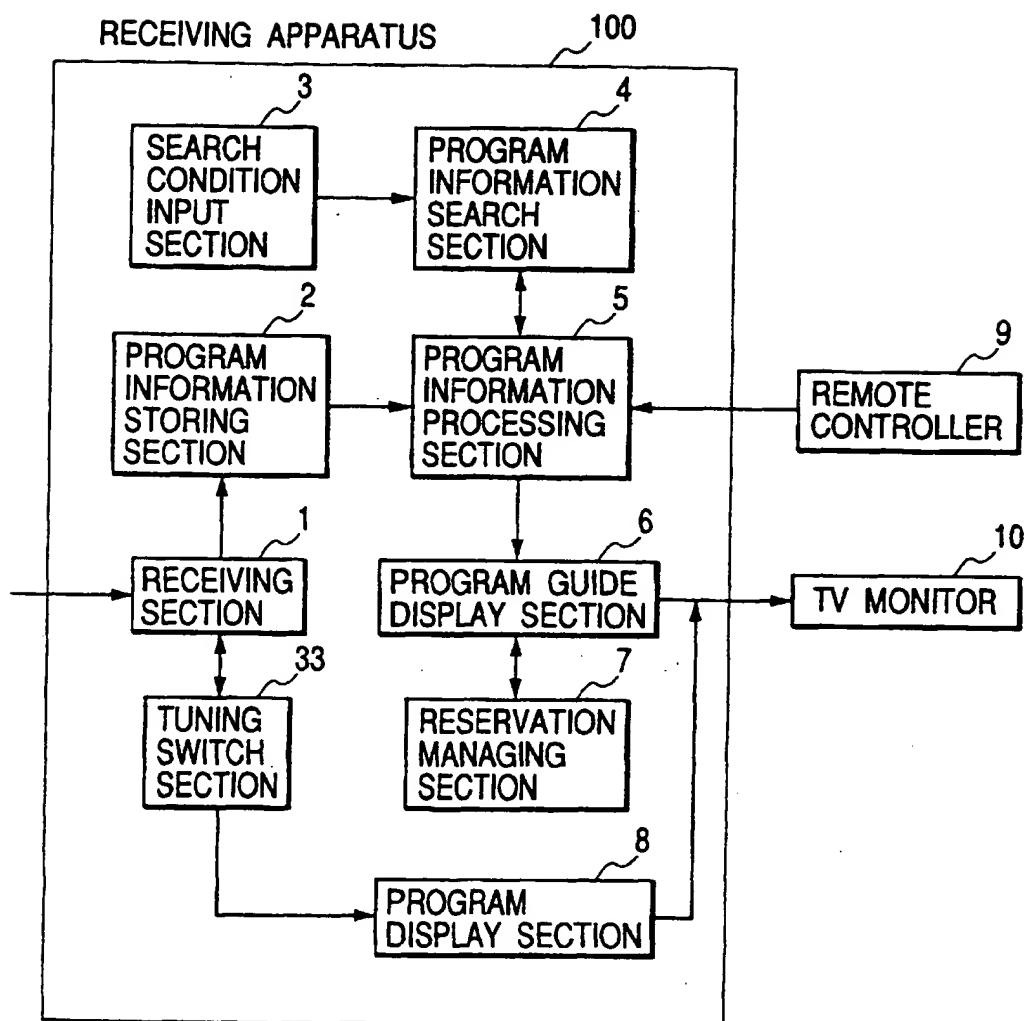 RECEIVING APPARATUS
100
3
SEARCH
CONDITION
INPUT
SECTION
4
PROGRAM
INFORMATION
SEARCH
SECTION
2
PROGRAM
INFORMATION
STORING
SECTION
5
PROGRAM
INFORMATION
PROCESSING
SECTION
9
REMOTE
CONTROLLER
1
RECEIVING
SECTION
6
PROGRAM GUIDE
DISPLAY SECTION
10
TV MONITOR
33
TUNING
SWITCH
SECTION
7
RESERVATION
MANAGING
SECTION
8
PROGRAM
DISPLAY SECTION